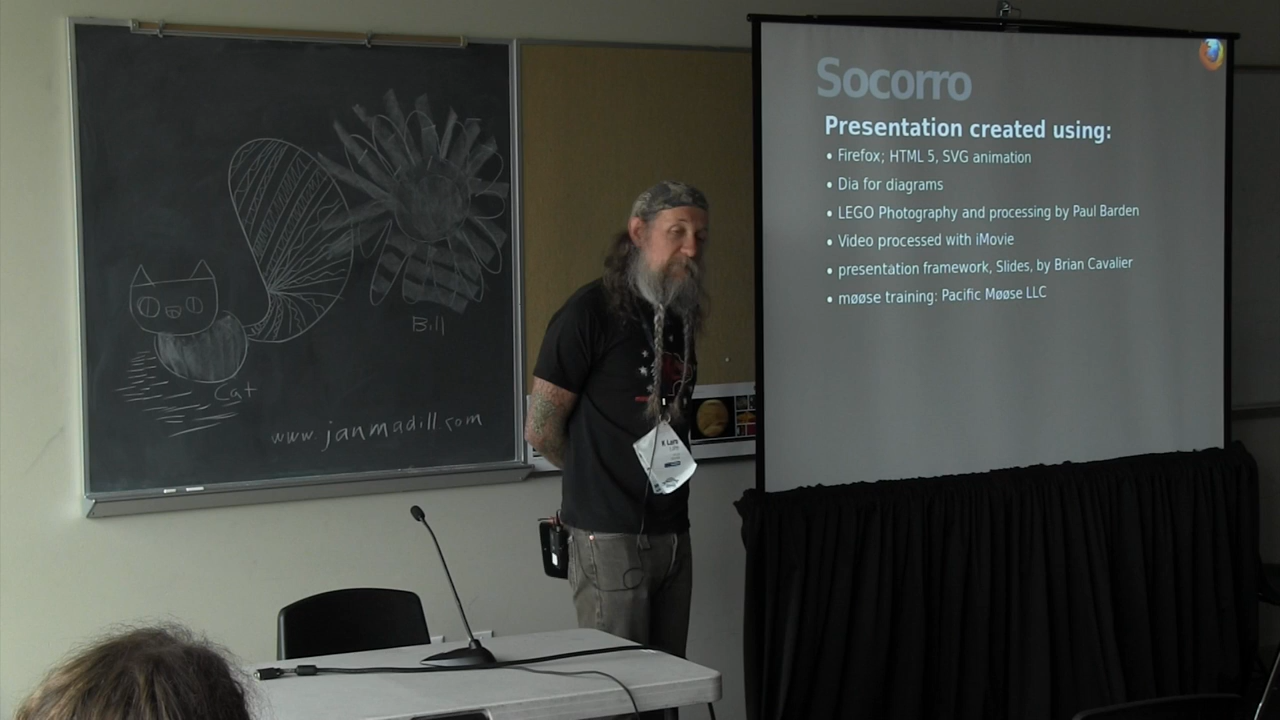 Bill
Cat
www.janmadill.com
K Lars
Socorro
Presentation created using:
• Firefox; HTML 5, SVG animation
• Dia for diagrams
• LEGO Photography and processing by Paul Barden
• Video processed with iMovie
• presentation framework, Slides, by Brian Cavalier
• møøse training: Pacific Møøse LLC